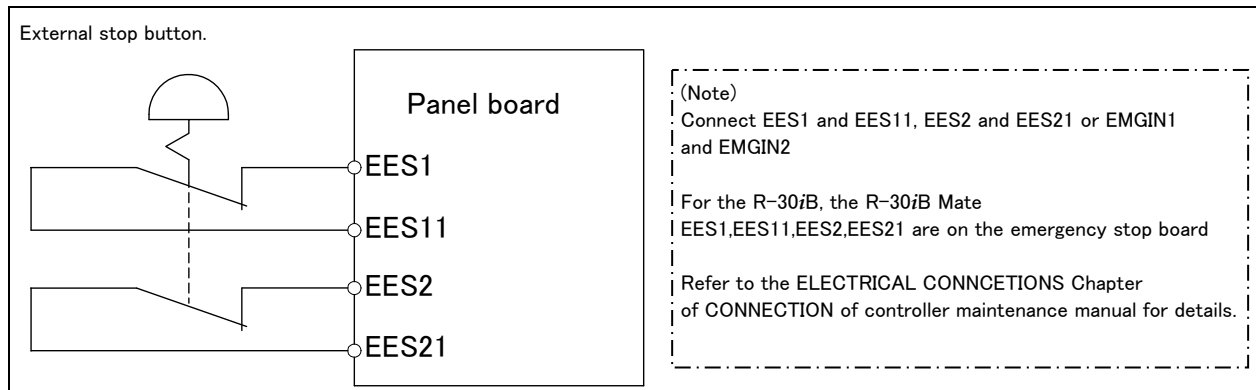 External stop button.
Panel board
EES1
EES11
EES2
EES21
(Note)
Connect EES1 and EES11, EES2 and EES21 or EMGIN1
and EMGIN2
For the R-30iB, the R-30iB Mate
EES1,EES11,EES2,EES21 are on the emergency stop board
Refer to the ELECTRICAL CONNCETIONS Chapter
of CONNECTION of controller maintenance manual for details.